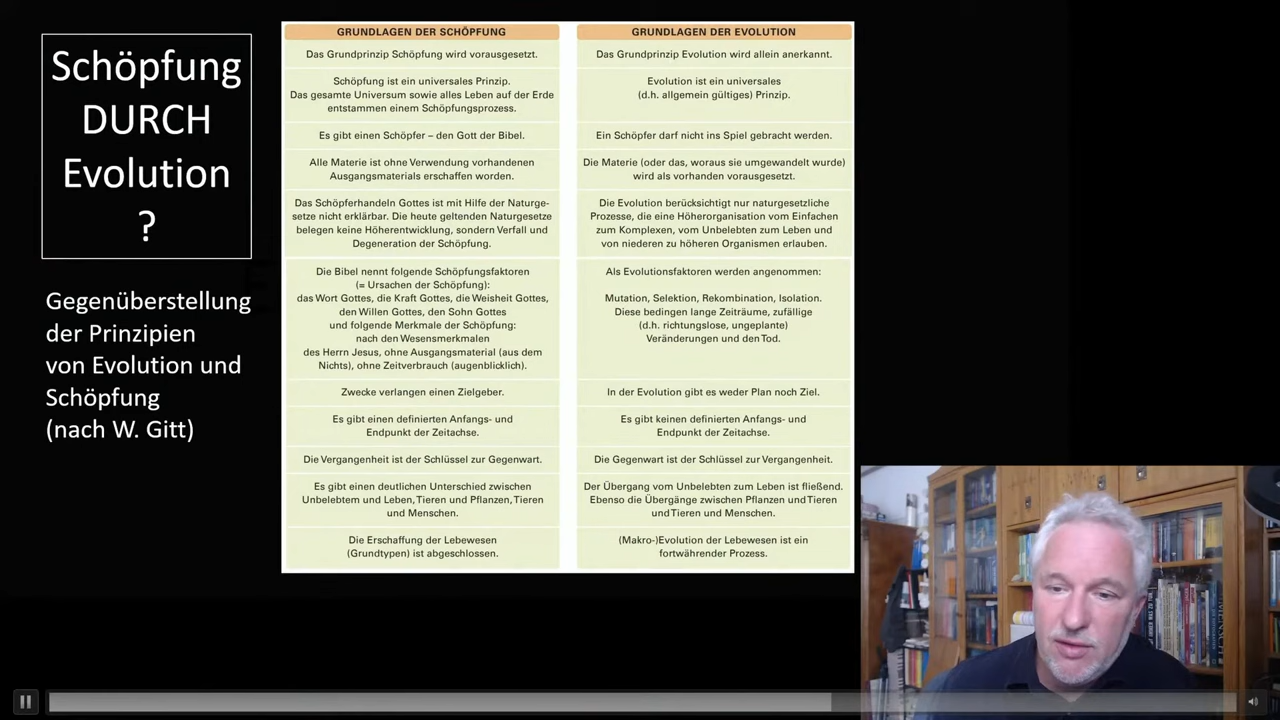 Schöpfung
DURCH
Evolution
?
Gegenüberstellung
der Prinzipien
von Evolution und
Schöpfung
(nach W. Gitt)
GRUNDLAGEN DER SCHÖPFUNG
Das Grundprinzip Schöpfung wird vorausgesetzt.
Schöpfung ist ein universales Prinzip.
Das gesamte Universum sowie alles Leben auf der Erde
entstammen einem Schöpfungsprozess.
Es gibt einen Schöpfer – den Gott der Bibel.
Alle Materie ist ohne Verwendung vorhandenen
Ausgangsmaterials erschaffen worden.
Das Schöpferhandeln Gottes ist mit Hilfe der Naturge-
setze nicht erklärbar. Die heute geltenden Naturgesetze
belegen keine Höherentwicklung, sondern Verfall und
Degeneration der Schöpfung.
Die Bibel nennt folgende Schöpfungsfaktoren
(= Ursachen der Schöpfung):
das Wort Gottes, die Kraft Gottes, die Weisheit Gottes,
den Willen Gottes, den Sohn Gottes
und folgende Merkmale der Schöpfung:
nach den Wesensmerkmalen
des Herrn Jesus, ohne Ausgangsmaterial (aus dem
Nichts), ohne Zeitverbrauch (augenblicklich).
Zwecke verlangen einen Zielgeber.
Es gibt einen definierten Anfangs- und
Endpunkt der Zeitachse.
Die Vergangenheit ist der Schlüssel zur Gegenwart.
Es gibt einen deutlichen Unterschied zwischen
Unbelebtem und Leben, Tieren und Pflanzen, Tieren
und Menschen.
Die Erschaffung der Lebewesen
(Grundtypen) ist abgeschlossen.
GRUNDLAGEN DER EVOLUTION
Das Grundprinzip Evolution wird allein anerkannt.
Evolution ist ein universales
(d.h. allgemein gültiges) Prinzip.
Ein Schöpfer darf nicht ins Spiel gebracht werden.
Die Materie (oder das, woraus sie umgewandelt wurde)
wird als vorhanden vorausgesetzt.
Die Evolution berücksichtigt nur naturgesetzliche
Prozesse, die eine Höherorganisation vom Einfachen
zum Komplexen, vom Unbelebten zum Leben und
von niederen zu höheren Organismen erlauben.
Als Evolutionsfaktoren werden angenommen:
Mutation, Selektion, Rekombination, Isolation.
Diese bedingen lange Zeiträume, zufällige
(d.h. richtungslose, ungeplante)
Veränderungen und den Tod.
In der Evolution gibt es weder Plan noch Ziel.
Es gibt keinen definierten Anfangs- und
Endpunkt der Zeitachse.
Die Gegenwart ist der Schlüssel zur Vergangenheit.
Der Übergang vom Unbelebten zum Leben ist fließend.
Ebenso die Übergänge zwischen Pflanzen und Tieren
und Tieren und Menschen.
(Makro-)Evolution der Lebewesen ist ein
fortwährender Prozess.